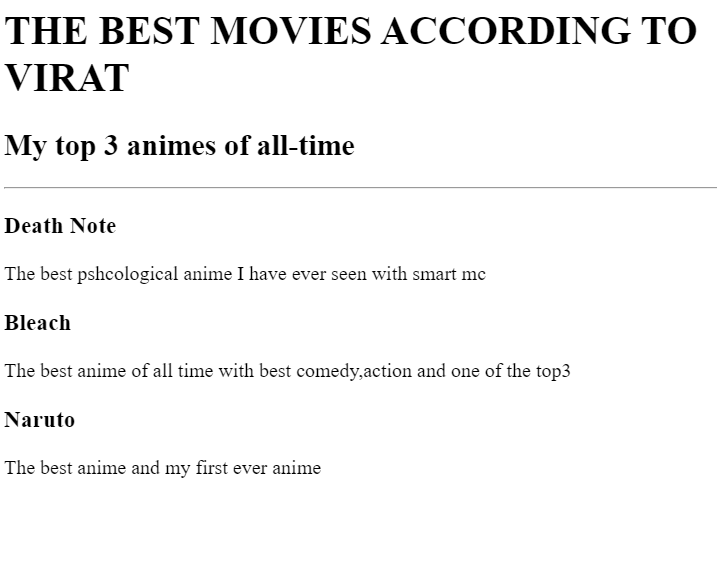 THE BEST MOVIES ACCORDING TO
VIRAT
My top 3 animes of all-time
Death Note
The best pshcological anime I have ever seen with smart mc
Bleach
The best anime of all time with best comedy,action and one of the top3
Naruto
The best anime and my first ever anime